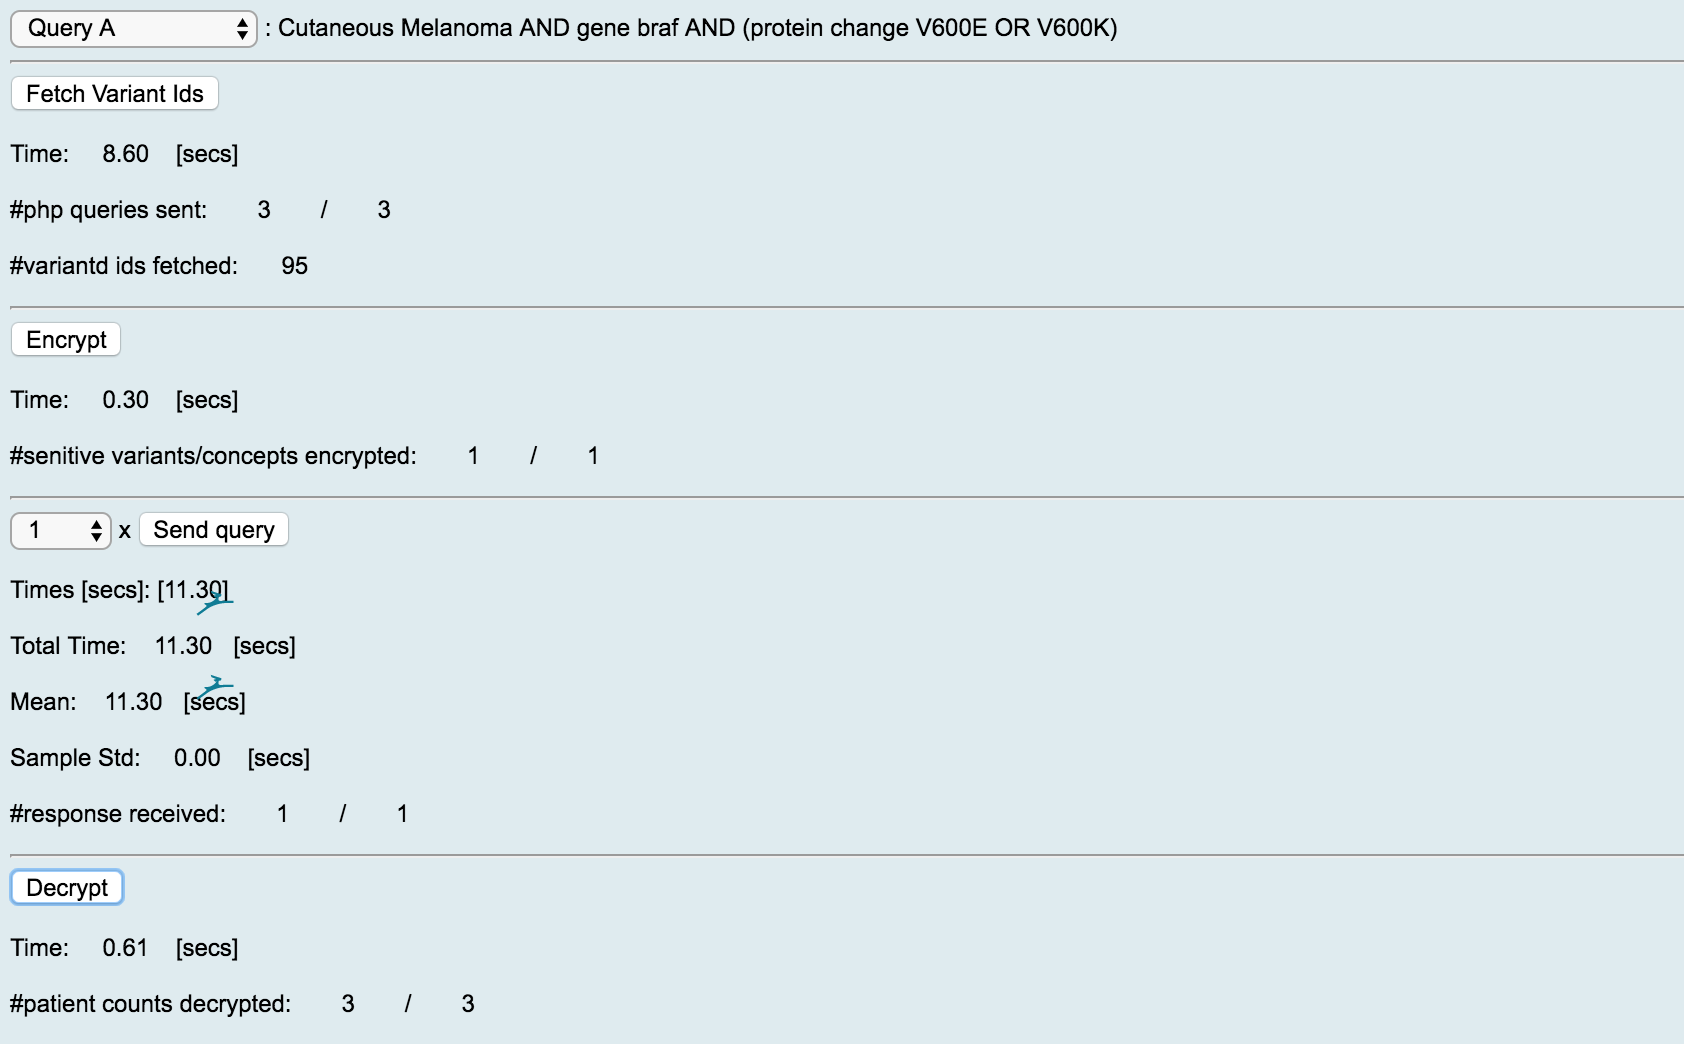 Query A : Cutaneous Melanoma AND gene braf AND (protein change V600E OR V600K)
Fetch Variant Ids
Time: 8.60 [secs]
#php queries sent: 3 / 3
#variantd ids fetched: 95
Encrypt
Time: 0.30 [secs]
#senitive variants/concepts encrypted: 1 / 1
1 x Send query
Times [secs]: [11.30]
Total Time: 11.30 [secs]
Mean: 11.30 [secs]
Sample Std: 0.00 [secs]
#response received: 1 / 1
Decrypt
Time: 0.61 [secs]
#patient counts decrypted: 3 / 3